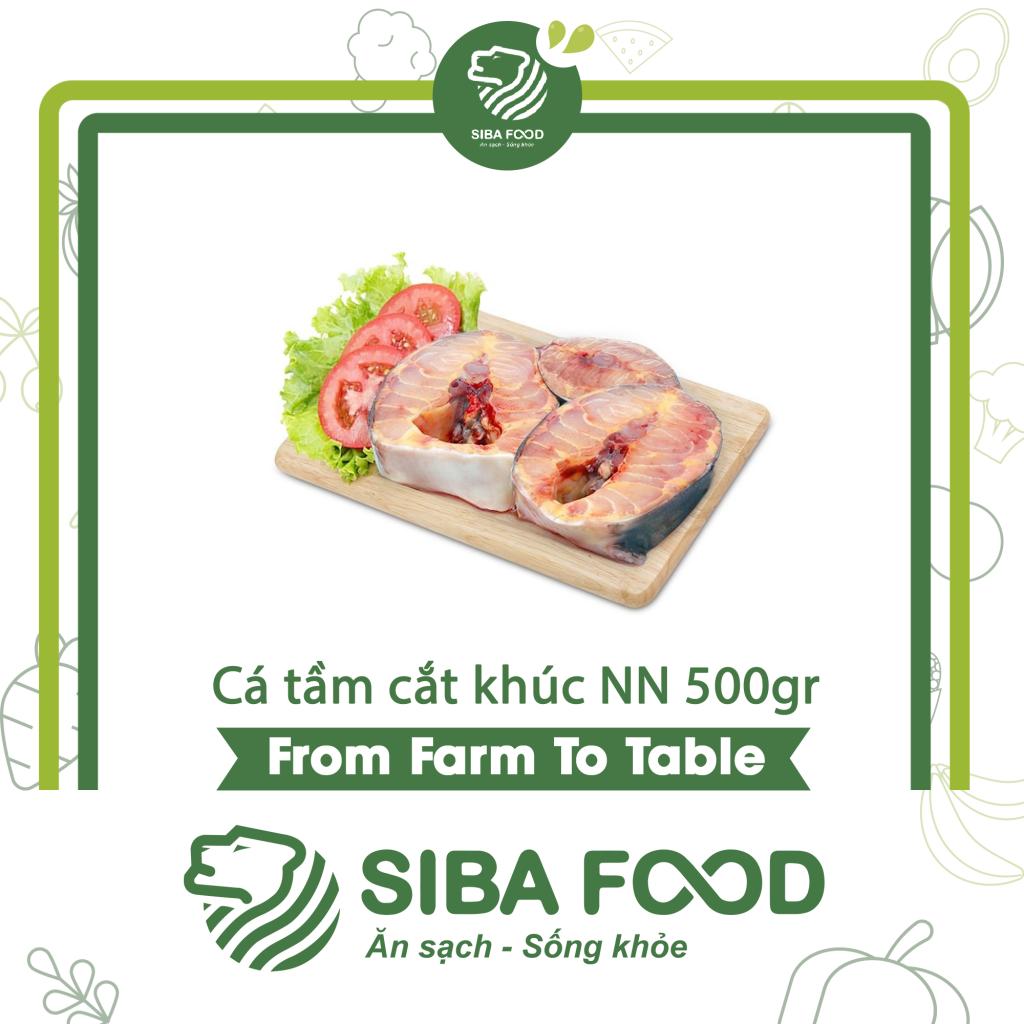 SIBA FOOD
Ăn sạch - Sống khỏe
Cá tầm cắt khúc NN 500gr
From Farm To Table
SIBA FOOD
Ăn sạch - Sống khỏe